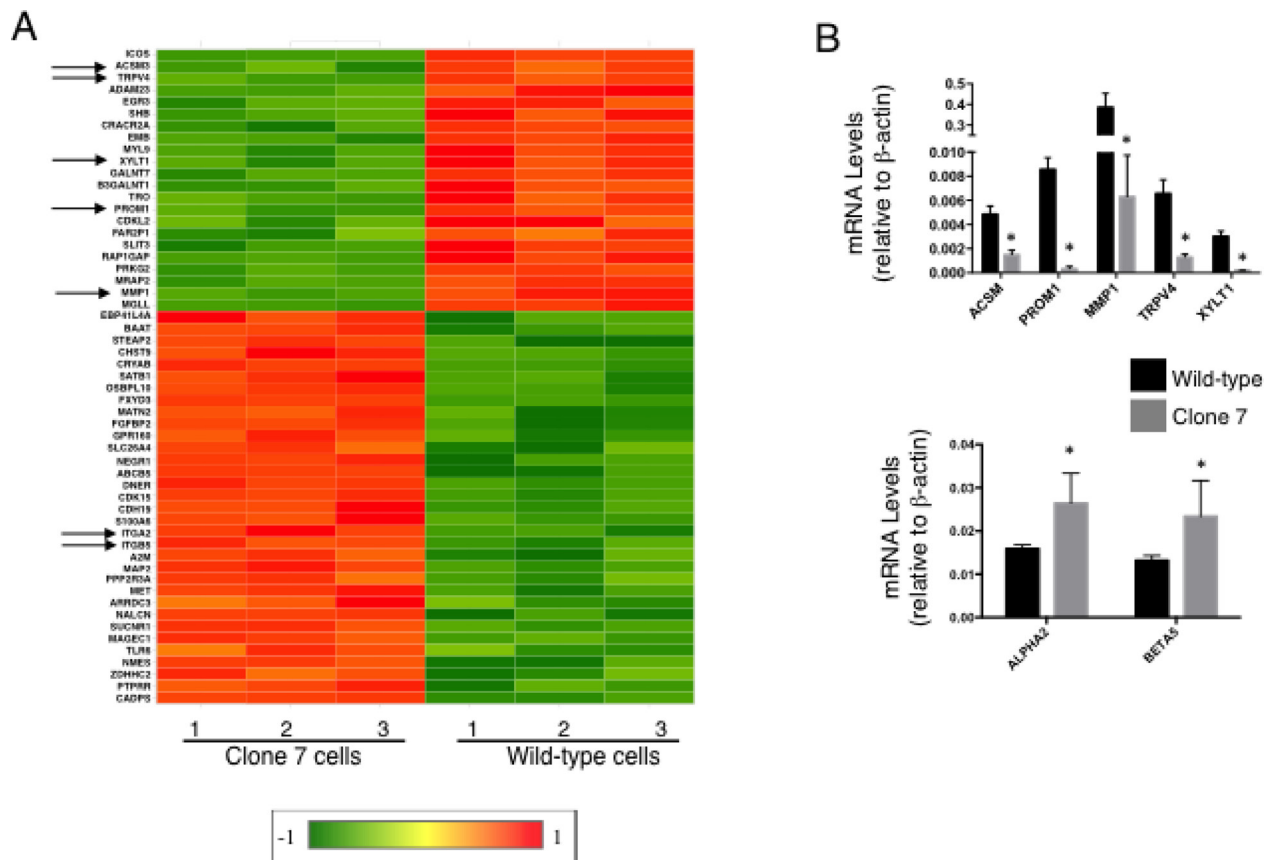 A
ICOS
ACSM3
TRPV4
ADAM23
EGR3
SHB
CRACR2A
EMB
MYL9
XYLT1
GALNT7
B3GALNT1
TRO
PROM1
CDKL2
PAR2P1
SLIT3
RAP1GAP
PRKG2
MRAP2
MMP1
MGLL
EBP41L4A
BAAT
STEAP2
CHST9
CRYAB
SATB1
OSBPL10
FXYD3
MATN2
FGFBP2
GPR160
SLC26A4
NEGR1
ABCB5
DNER
CDK15
CDH19
S100A6
ITGA2
ITGB5
A2M
MAP2
PPP2R3A
MET
ARRDC3
NALCN
SUCNR1
MAGEC1
TLR6
NMES
ZDHHC2
PTPRR
CADPS
1 2 3 1 2 3
Clone 7 cells Wild-type cells
-1 1
B
mRNA Levels
(relative to β-actin)
0.5
0.4
0.3
0.010
0.008
0.006
0.004
0.002
0.000
* * * * *
ACSM PROM1 MMP1 TRPV4 XYLT1
Wild-type
Clone 7
mRNA Levels
(relative to β-actin)
0.04
0.03
0.02
0.01
0.00
* *
ALPHA2 BETA5